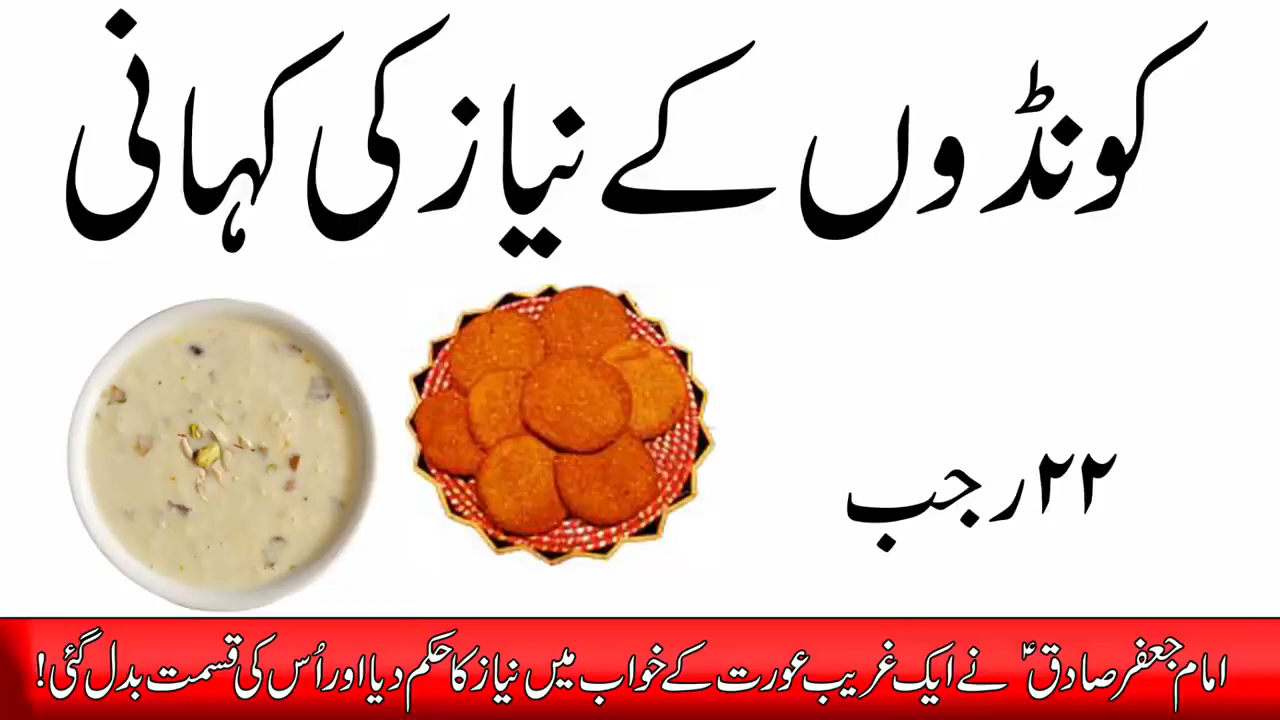 کونڈوں کے نیاز کی کہانی
۲۲ رجب
امام جعفر صادقؑ نے ایک غریب عورت کے خواب میں نیاز کا حکم دیا اور اُس کی قسمت بدل گئی!